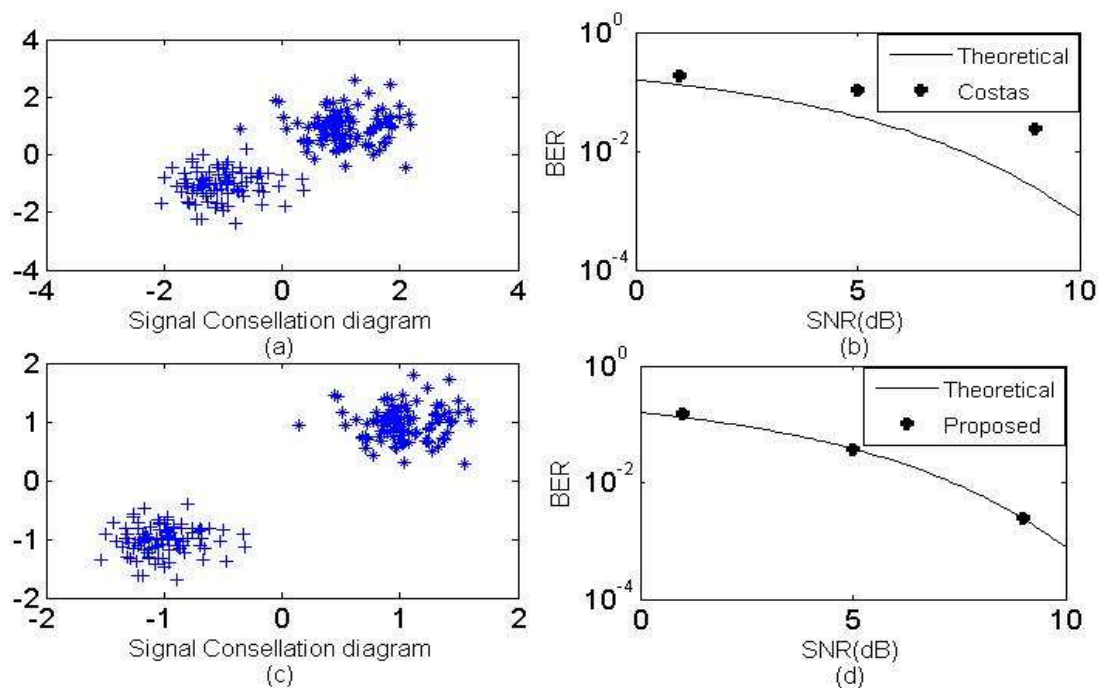 4
2
0
-2
-4
-4 -2 0 2 4
Signal Consellation diagram
(a)
10^0
10^-2
10^-4
BER
Theoretical
Costas
0 5 10
SNR(dB)
(b)
2
1
0
-1
-2
-2 -1 0 1 2
Signal Consellation diagram
(c)
10^0
10^-2
10^-4
BER
Theoretical
Proposed
0 5 10
SNR(dB)
(d)